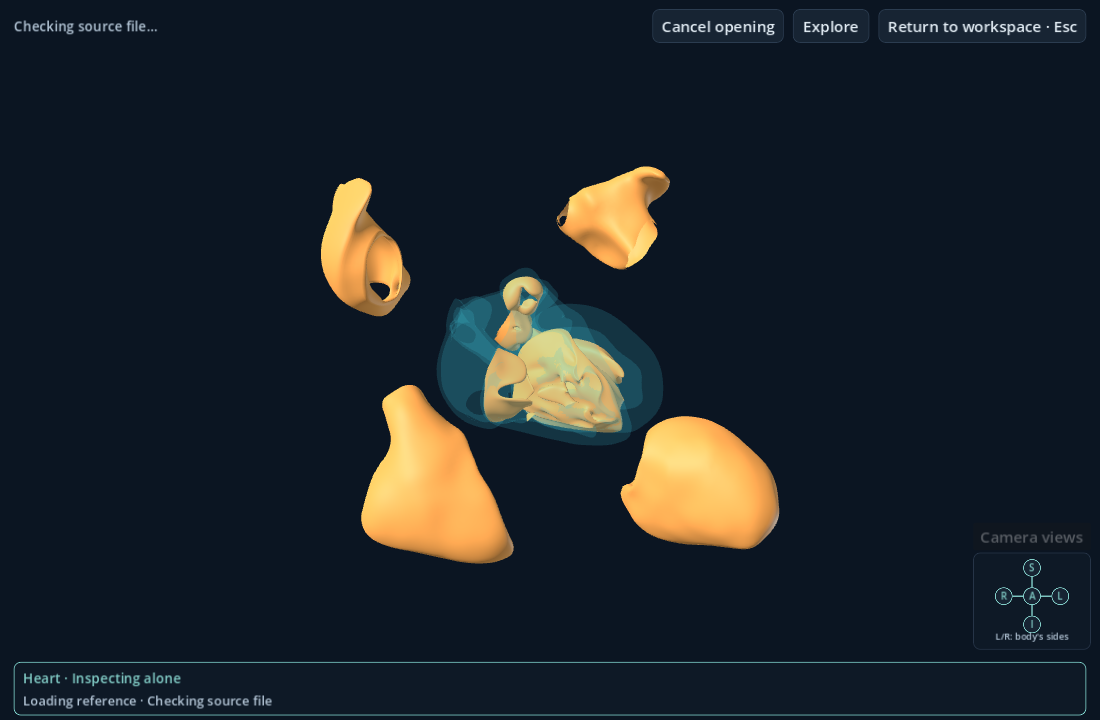 Checking source file...
Cancel opening
Explore
Return to workspace · Esc
Camera views
S
R A L
I
L/R: body's sides
Heart · Inspecting alone
Loading reference · Checking source file